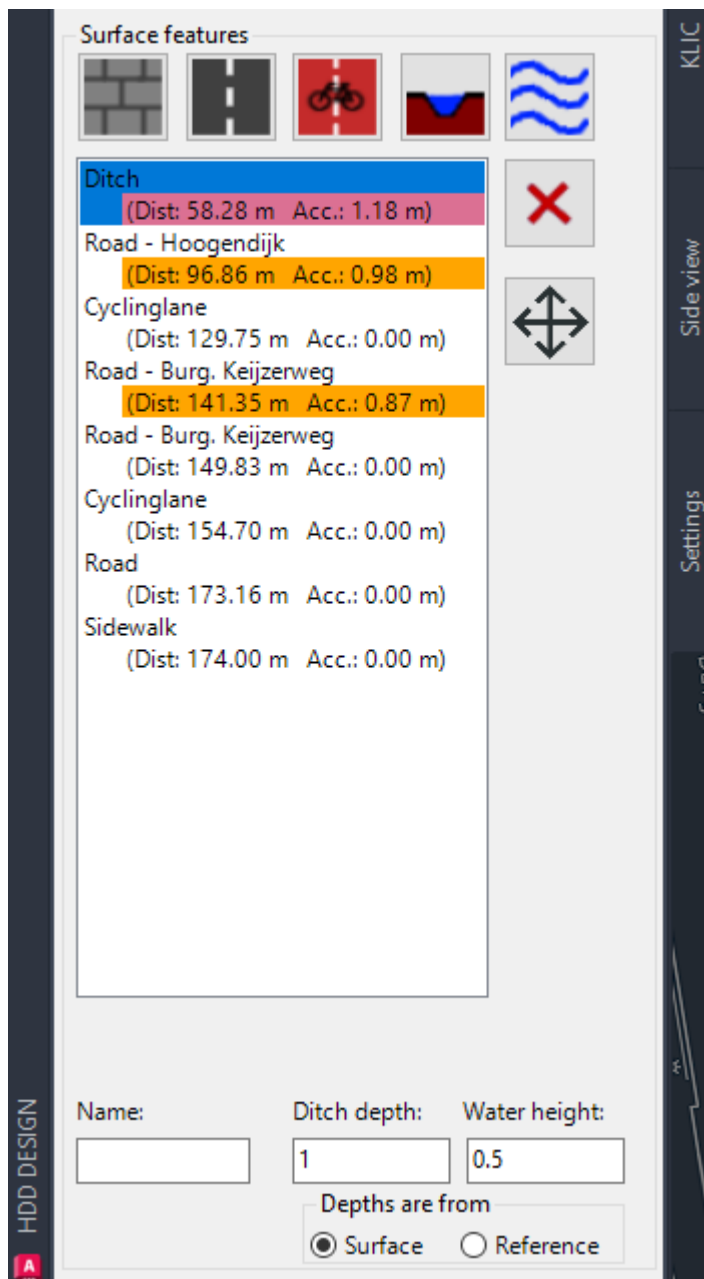 Surface features
KLIC
Ditch
(Dist: 58.28 m Acc.: 1.18 m)
Road - Hoogendijk
(Dist: 96.86 m Acc.: 0.98 m)
Cyclinglane
(Dist: 129.75 m Acc.: 0.00 m)
Road - Burg. Keijzerweg
(Dist: 141.35 m Acc.: 0.87 m)
Road - Burg. Keijzerweg
(Dist: 149.83 m Acc.: 0.00 m)
Cyclinglane
(Dist: 154.70 m Acc.: 0.00 m)
Road
(Dist: 173.16 m Acc.: 0.00 m)
Sidewalk
(Dist: 174.00 m Acc.: 0.00 m)
Side view
Settings
Name: Ditch depth: Water height:
1 0.5
Depths are from
Surface Reference
HDD DESIGN
A